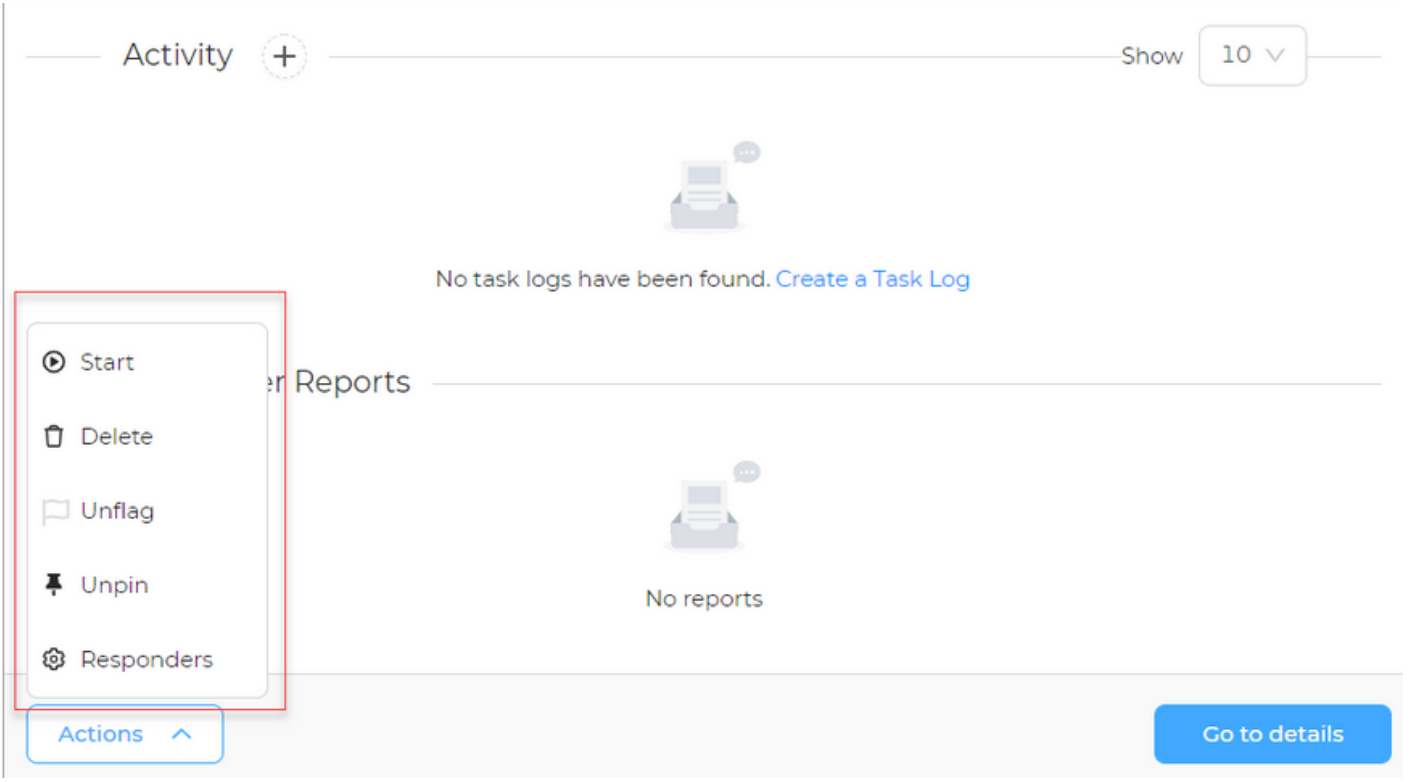 Activity
Show 10
No task logs have been found. Create a Task Log
Start
er Reports
Delete
Unflag
Unpin
No reports
Responders
Actions
Go to details